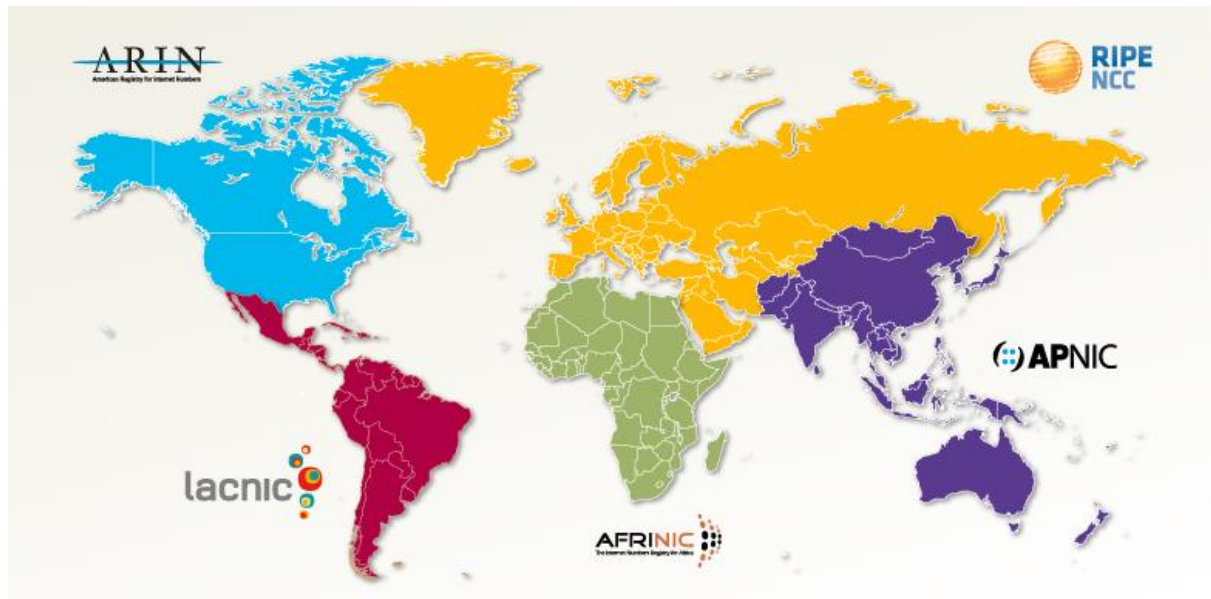 ARIN
American Registry for Internet Numbers
RIPE
NCC
APNIC
lacnic
AFRINIC
The Internet Numbers Registry for Africa